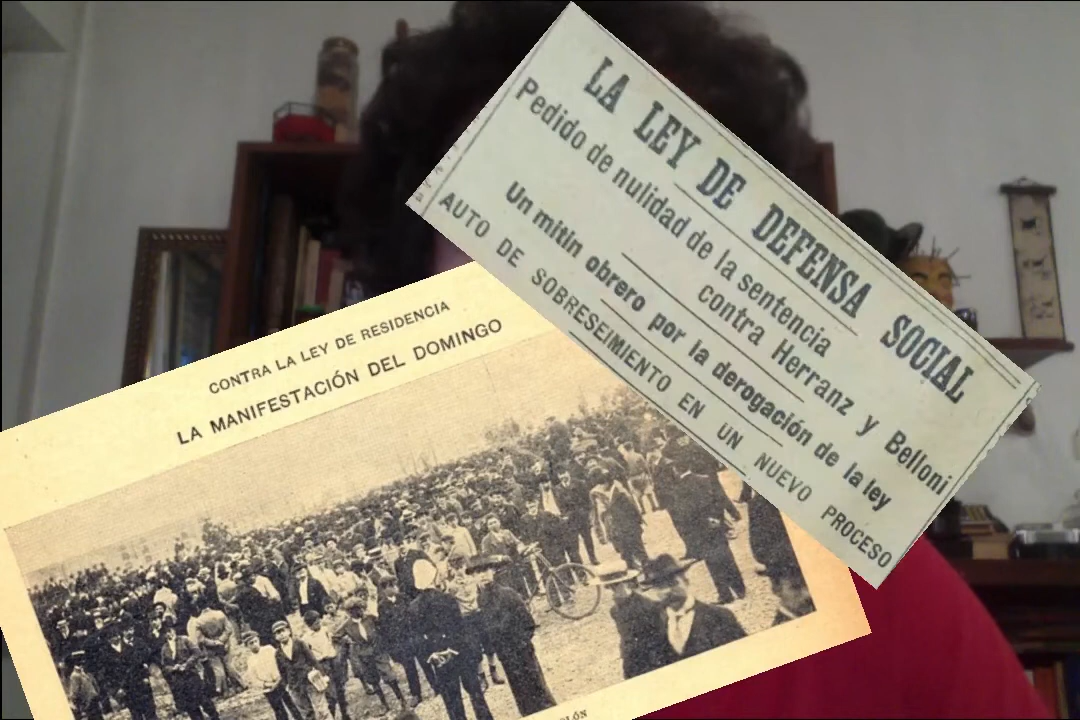 LA LEY DE DEFENSA SOCIAL
Pedido de nulidad de la sentencia
contra Herranz y Belloni
Un mitin obrero por la derogación de la ley
AUTO DE SOBRESEIMIENTO EN UN NUEVO PROCESO
CONTRA LA LEY DE RESIDENCIA
LA MANIFESTACIÓN DEL DOMINGO